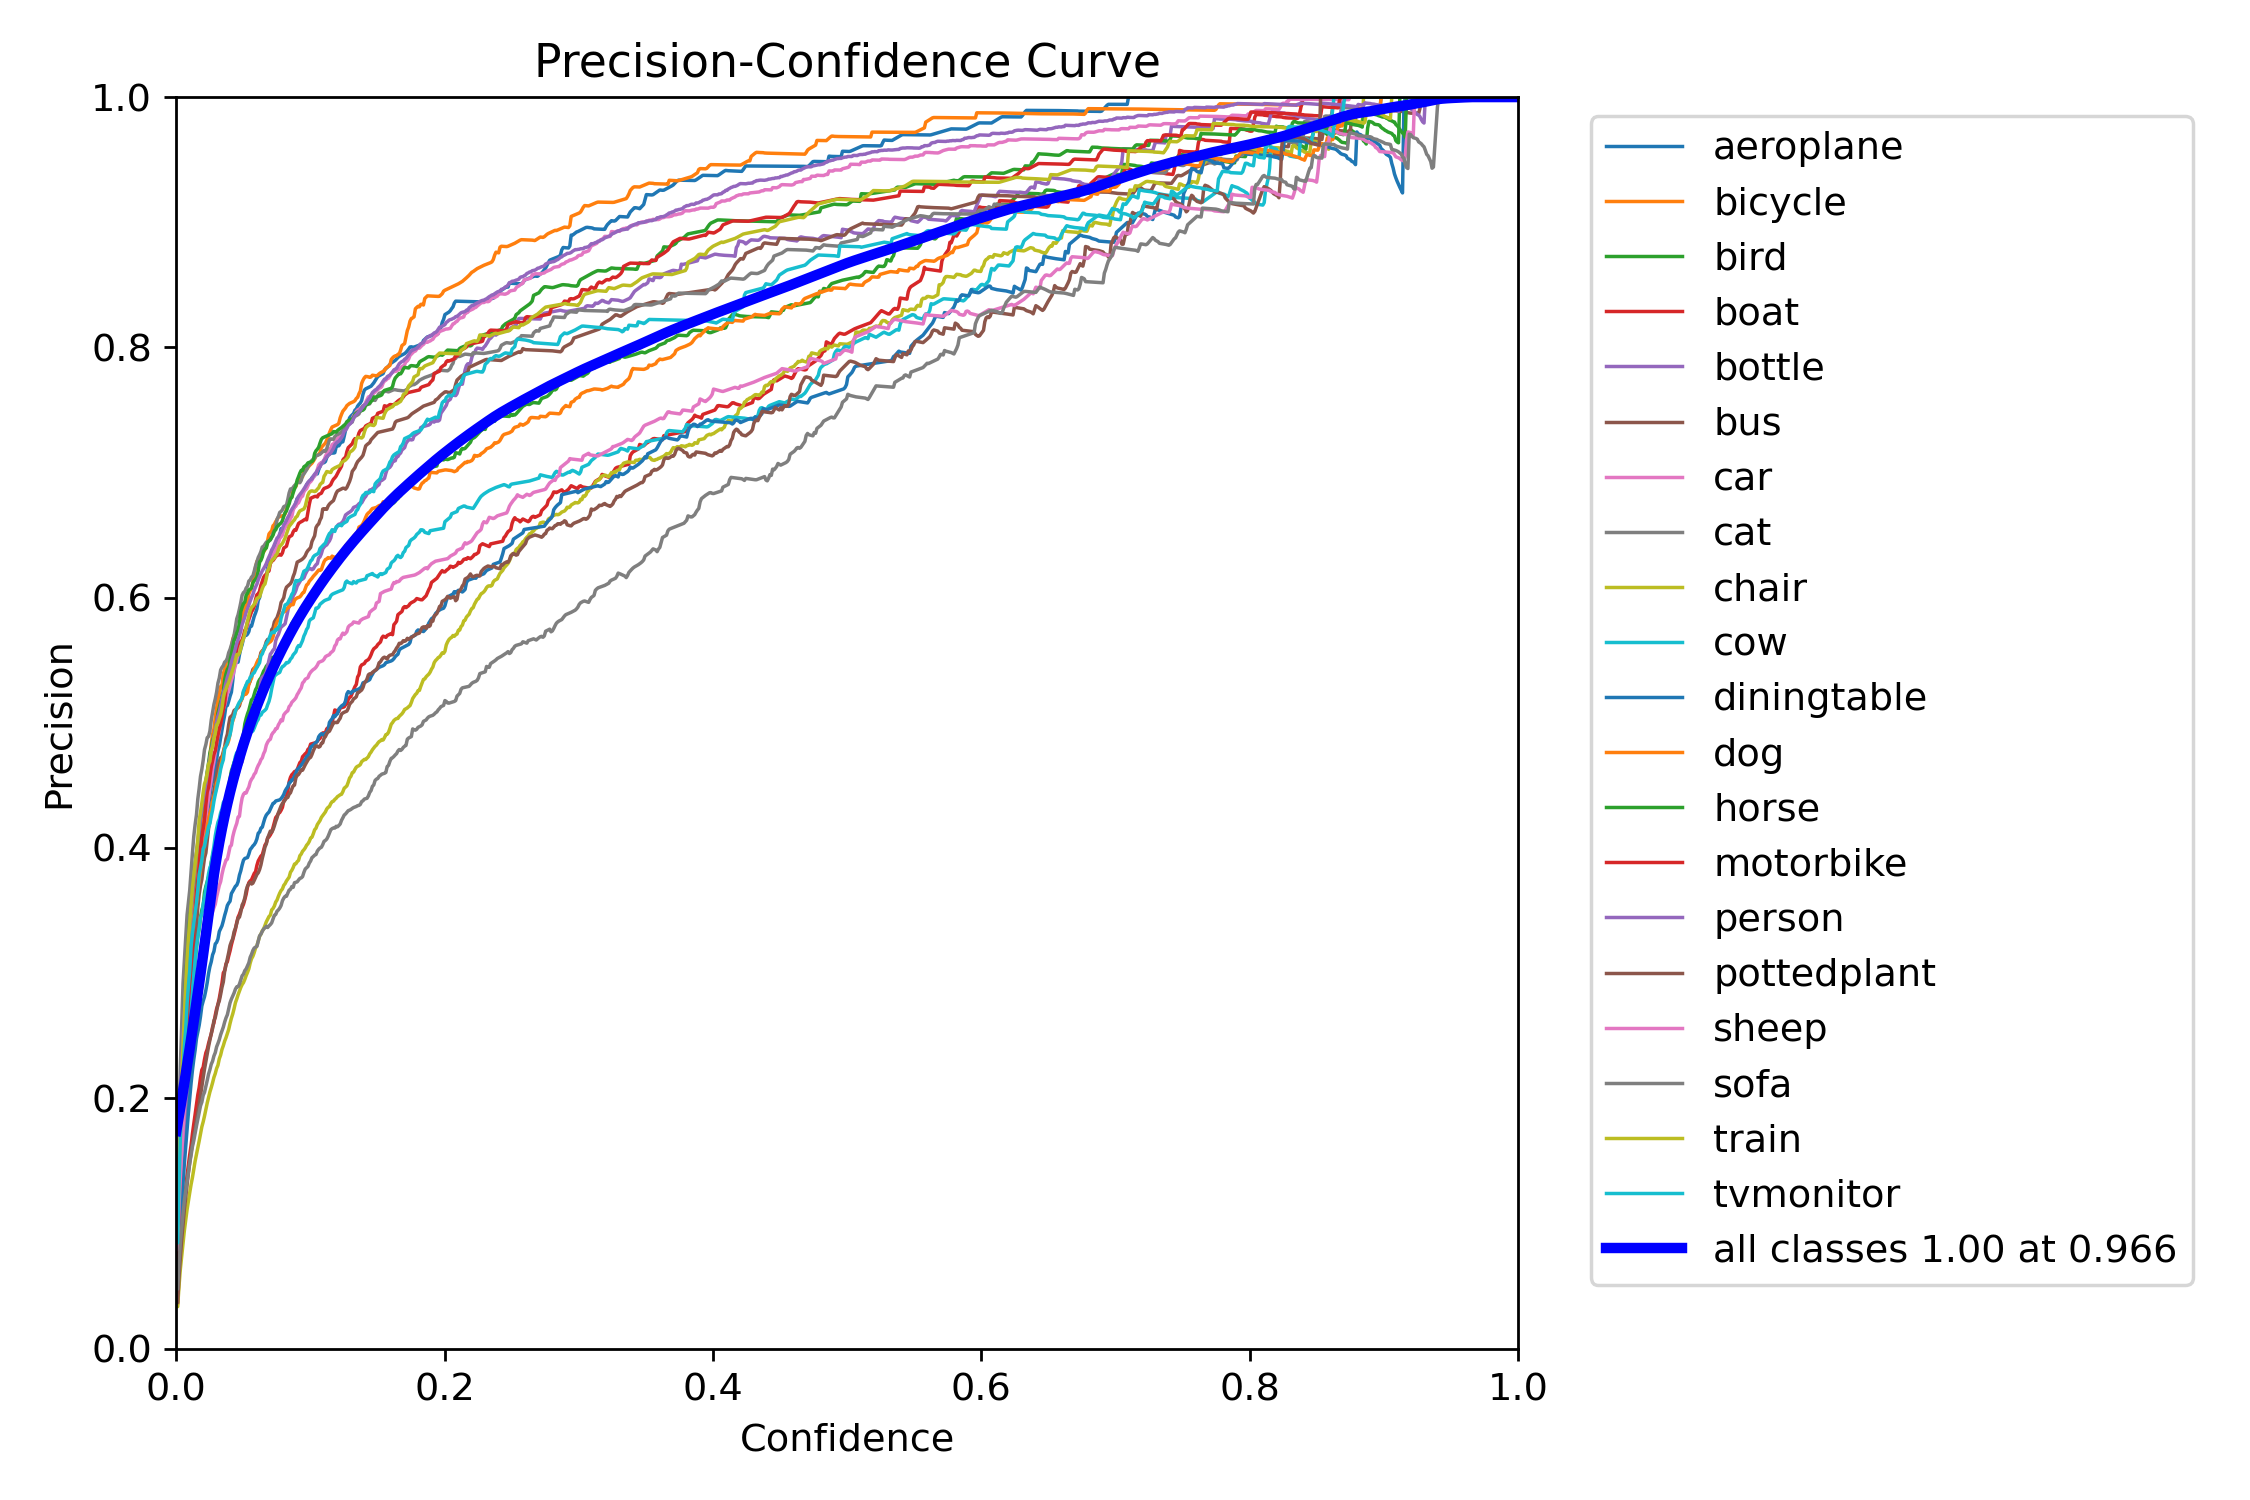 Precision-Confidence Curve
1.0
0.8
0.6
0.4
0.2
0.0
Precision
0.0 0.2 0.4 0.6 0.8 1.0
Confidence
aeroplane
bicycle
bird
boat
bottle
bus
car
cat
chair
cow
diningtable
dog
horse
motorbike
person
pottedplant
sheep
sofa
train
tvmonitor
all classes 1.00 at 0.966